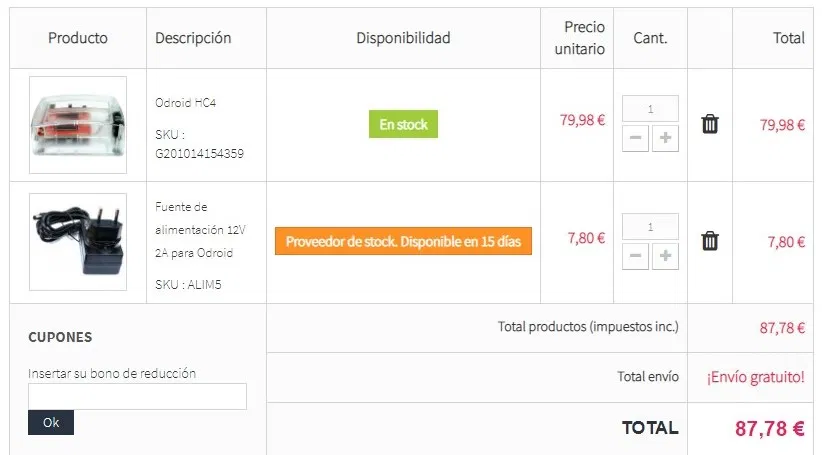 Producto
Descripción
Disponibilidad
Precio
unitario
Cant.
Total
Odroid HC4
SKU :
G201014154359
En stock
79,98 €
1
79,98 €
Fuente de
alimentación 12V
2A para Odroid
SKU : ALIM5
Proveedor de stock. Disponible en 15 días
7,80 €
1
7,80 €
CUPONES
Insertar su bono de reducción
Ok
Total productos (impuestos inc.)
87,78 €
Total envío
¡Envío gratuito!
TOTAL
87,78 €